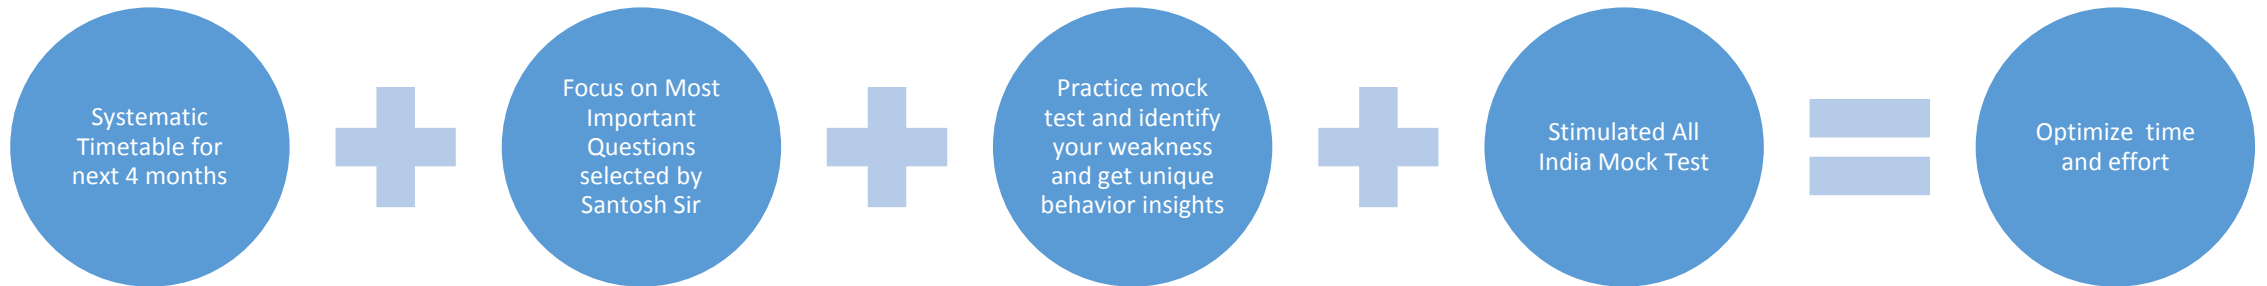 Systematic
Timetable for
next 4 months
Focus on Most
Important
Questions
selected by
Santosh Sir
Practice mock
test and identify
your weakness
and get unique
behavior insights
Stimulated All
India Mock Test
Optimize  time
and effort